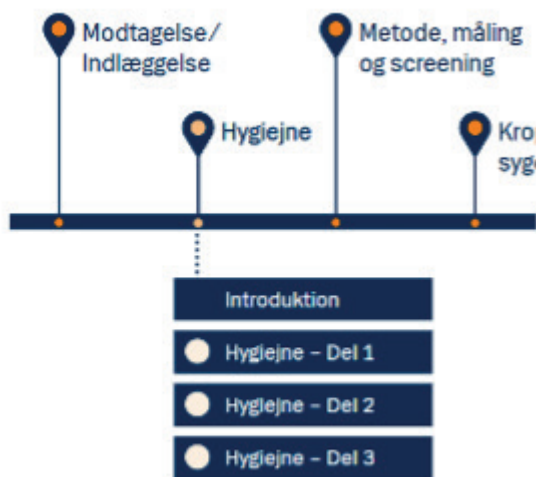 Modtagelse/
Indlæggelse
Metode, måling
og screening
Hygiejne
Introduktion
Hygiejne – Del 1
Hygiejne – Del 2
Hygiejne – Del 3